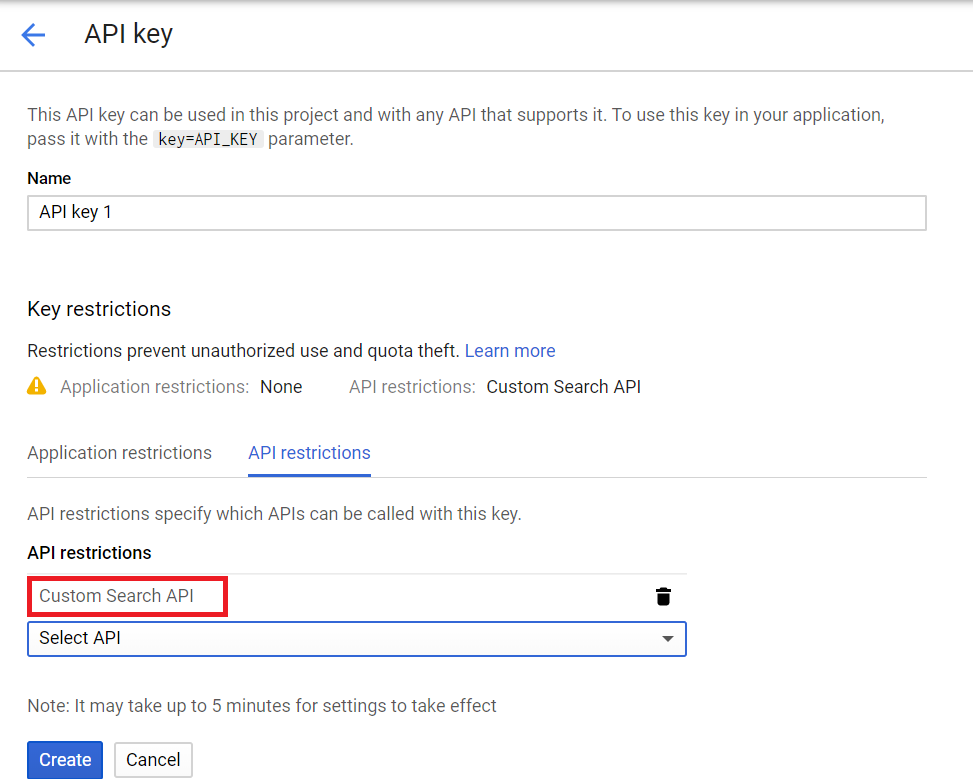 API key
This API key can be used in this project and with any API that supports it. To use this key in your application,
pass it with the key=API_KEY parameter.
Name
API key 1
Key restrictions
Restrictions prevent unauthorized use and quota theft. Learn more
Application restrictions: None API restrictions: Custom Search API
Application restrictions API restrictions
API restrictions specify which APIs can be called with this key.
API restrictions
Custom Search API
Select API
Note: It may take up to 5 minutes for settings to take effect
Create Cancel